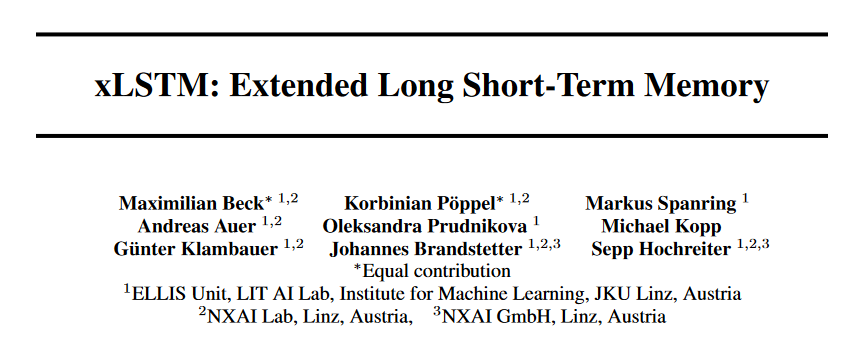 xLSTM: Extended Long Short-Term Memory
Maximilian Beck* 1,2 Korbinian Pöppel* 1,2 Markus Spanring 1
Andreas Auer 1,2 Oleksandra Prudnikova 1 Michael Kopp
Günter Klambauer 1,2 Johannes Brandstetter 1,2,3 Sepp Hochreiter 1,2,3
*Equal contribution
1ELLIS Unit, LIT AI Lab, Institute for Machine Learning, JKU Linz, Austria
2NXAI Lab, Linz, Austria, 3NXAI GmbH, Linz, Austria